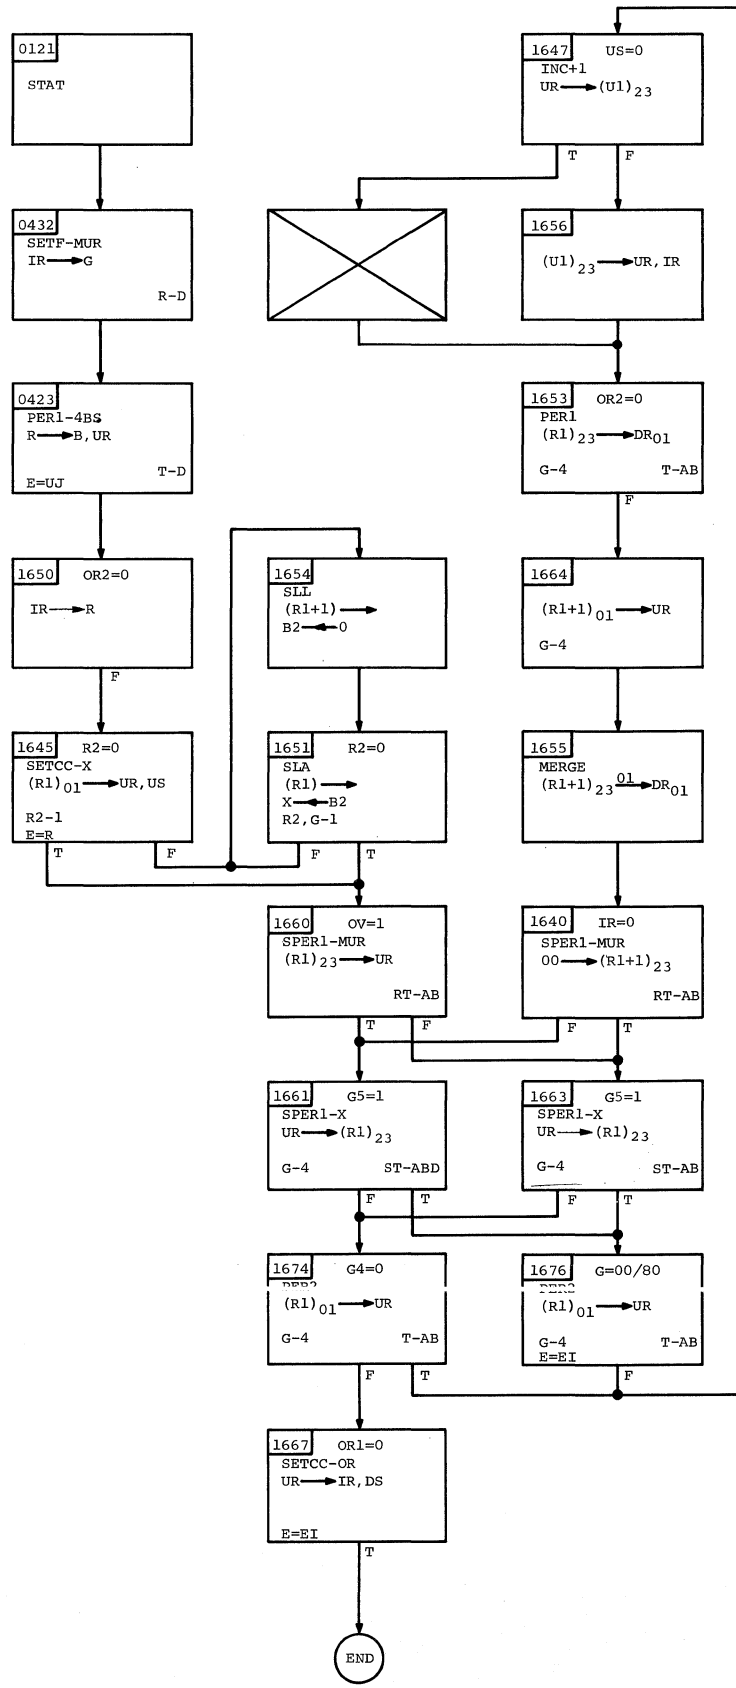 0121
STAT
0432
SETF-MUR
IR→G
R-D
0423
PER1-4BS
R→B,UR
T-D
E=UJ
1650 OR2=0
IR→R
F
1645 R2=0
SETCC-X
(R1)01→UR,US
R2-1
E=R
T F
1654
SLL
(R1+1)→
B2←0
1651 R2=0
SLA
(R1)→
X←B2
R2,G-1
F T
1660 OV=1
SPER1-MUR
(R1)23→UR
RT-AB
T F
1661 G5=1
SPER1-X
UR→(R1)23
G-4 ST-ABD
F T
1674 G4=0
(R1)01→UR
G-4 T-AB
F T
1667 OR1=0
SETCC-OR
UR→IR,DS
E=EI
T
END
1647 US=0
INC+1
UR→(U1)23
T F
1656
(U1)23→UR,IR
1653 OR2=0
PER1
(R1)23→DR01
G-4 T-AB
F
1664
(R1+1)01→UR
G-4
1655
MERGE
(R1+1)23 01→DR01
1640 IR=0
SPER1-MUR
00→(R1+1)23
RT-AB
F T
1663 G5=1
SPER1-X
UR→(R1)23
G-4 ST-AB
F T
1676 G=00/80
(R1)01→UR
G-4 T-AB
E=EI
F